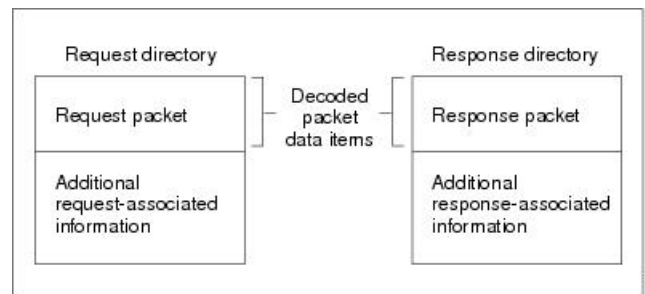 Request directory
Request packet
Additional
request-associated
information
Decoded
packet
data items
Response directory
Response packet
Additional
response-associated
information